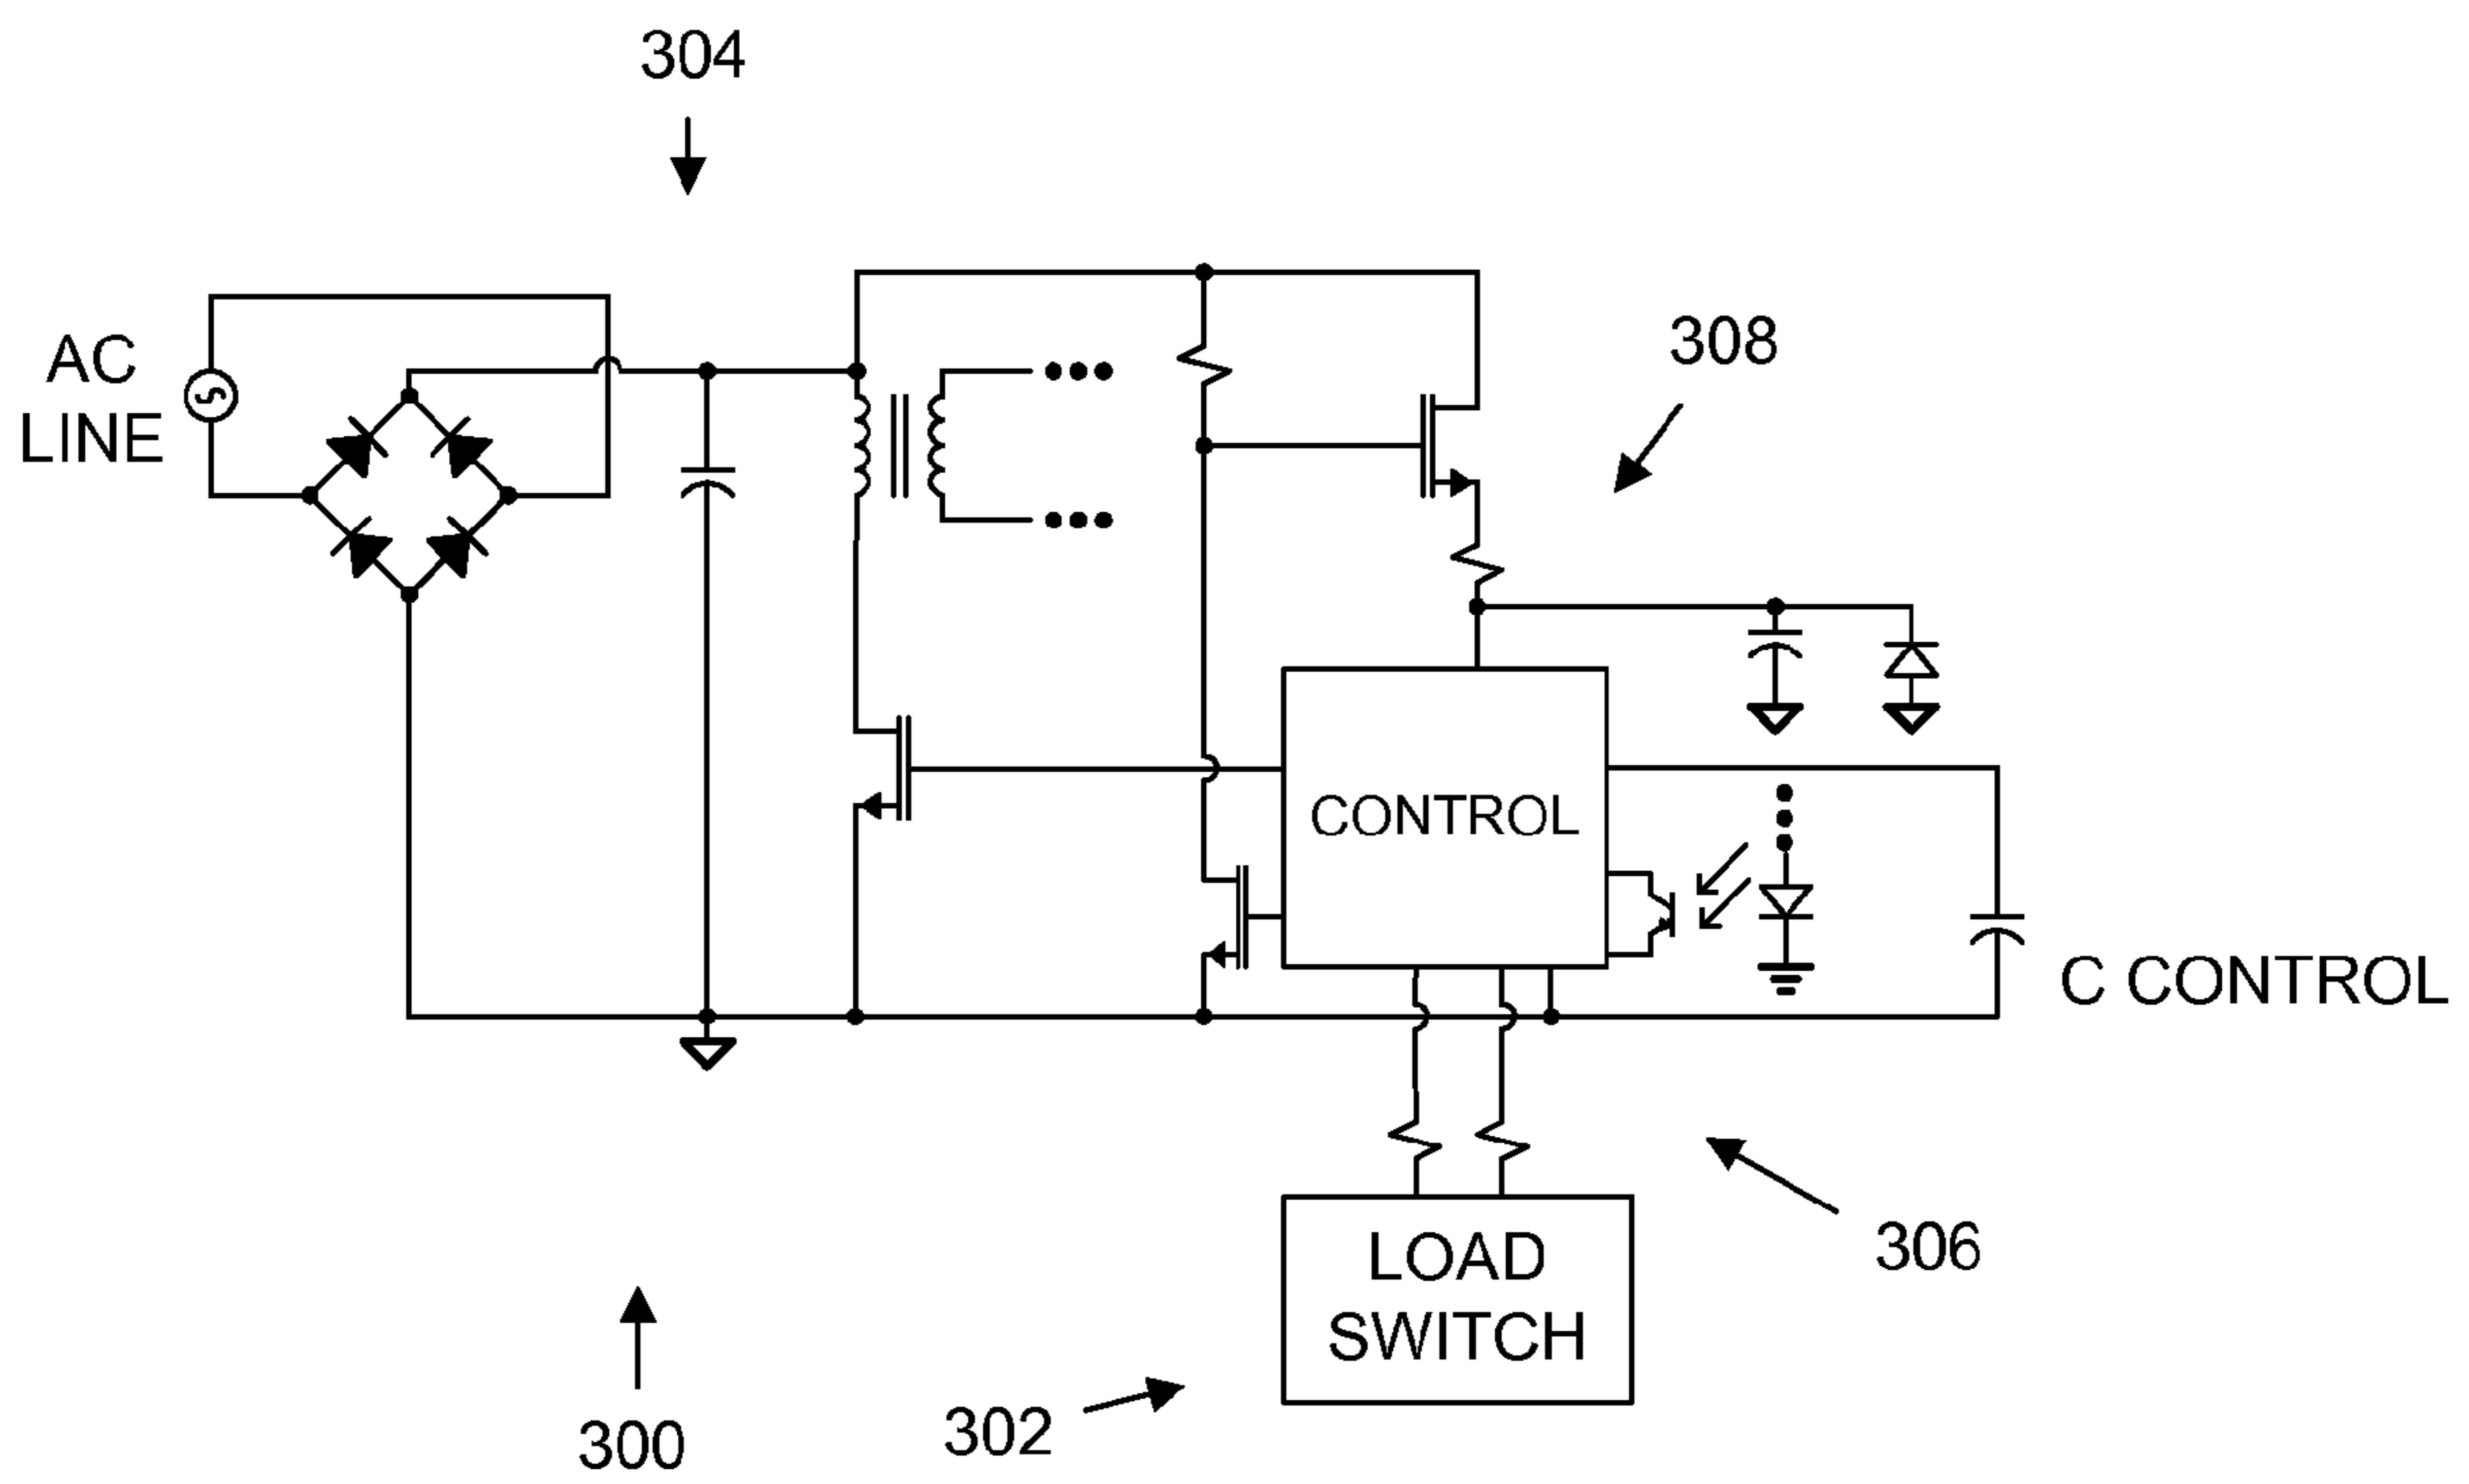 304
308
AC
LINE
CONTROL
C CONTROL
306
LOAD
SWITCH
302
300